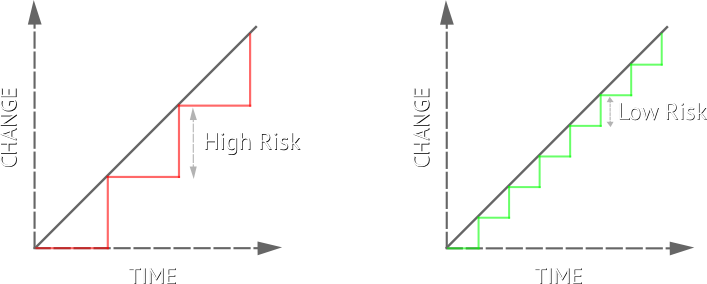 CHANGE
High Risk
TIME
CHANGE
Low Risk
TIME